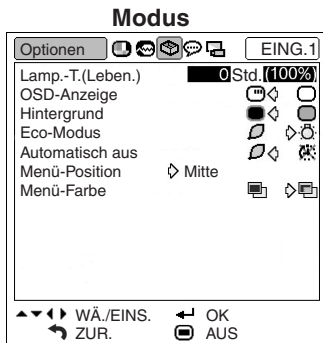 Modus
Optionen EING.1
Lamp.-T.(Leben.) 0 Std. (100%)
OSD-Anzeige
Hintergrund
Eco-Modus
Automatisch aus
Menü-Position Mitte
Menü-Farbe
WÄ./EINS. OK
ZUR. AUS